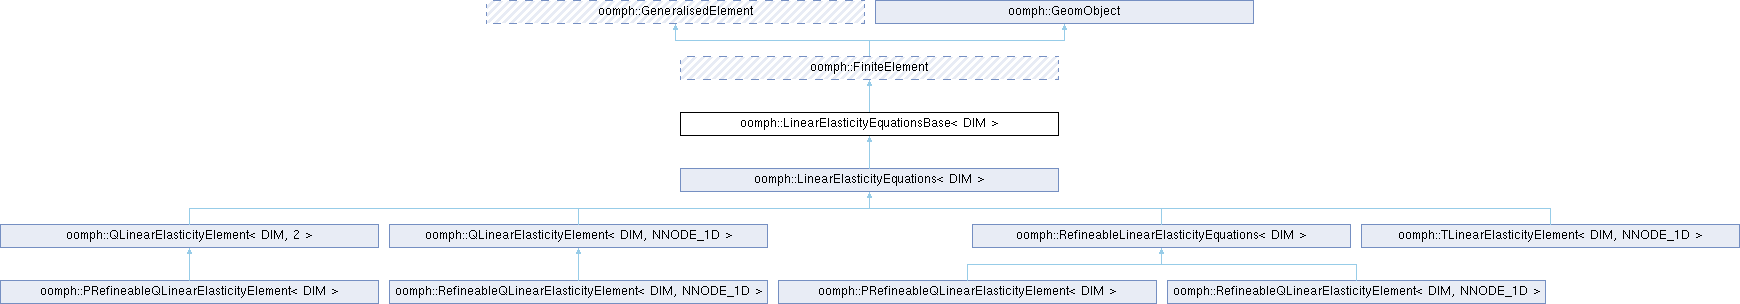 oomph::GeneralisedElement
oomph::GeomObject
oomph::FiniteElement
oomph::LinearElasticityEquationsBase< DIM >
oomph::LinearElasticityEquations< DIM >
oomph::QLinearElasticityElement< DIM, 2 >
oomph::QLinearElasticityElement< DIM, NNODE_1D >
oomph::RefineableLinearElasticityEquations< DIM >
oomph::TLinearElasticityElement< DIM, NNODE_1D >
oomph::PRefineableQLinearElasticityElement< DIM >
oomph::RefineableQLinearElasticityElement< DIM, NNODE_1D >
oomph::PRefineableQLinearElasticityElement< DIM >
oomph::RefineableQLinearElasticityElement< DIM, NNODE_1D >